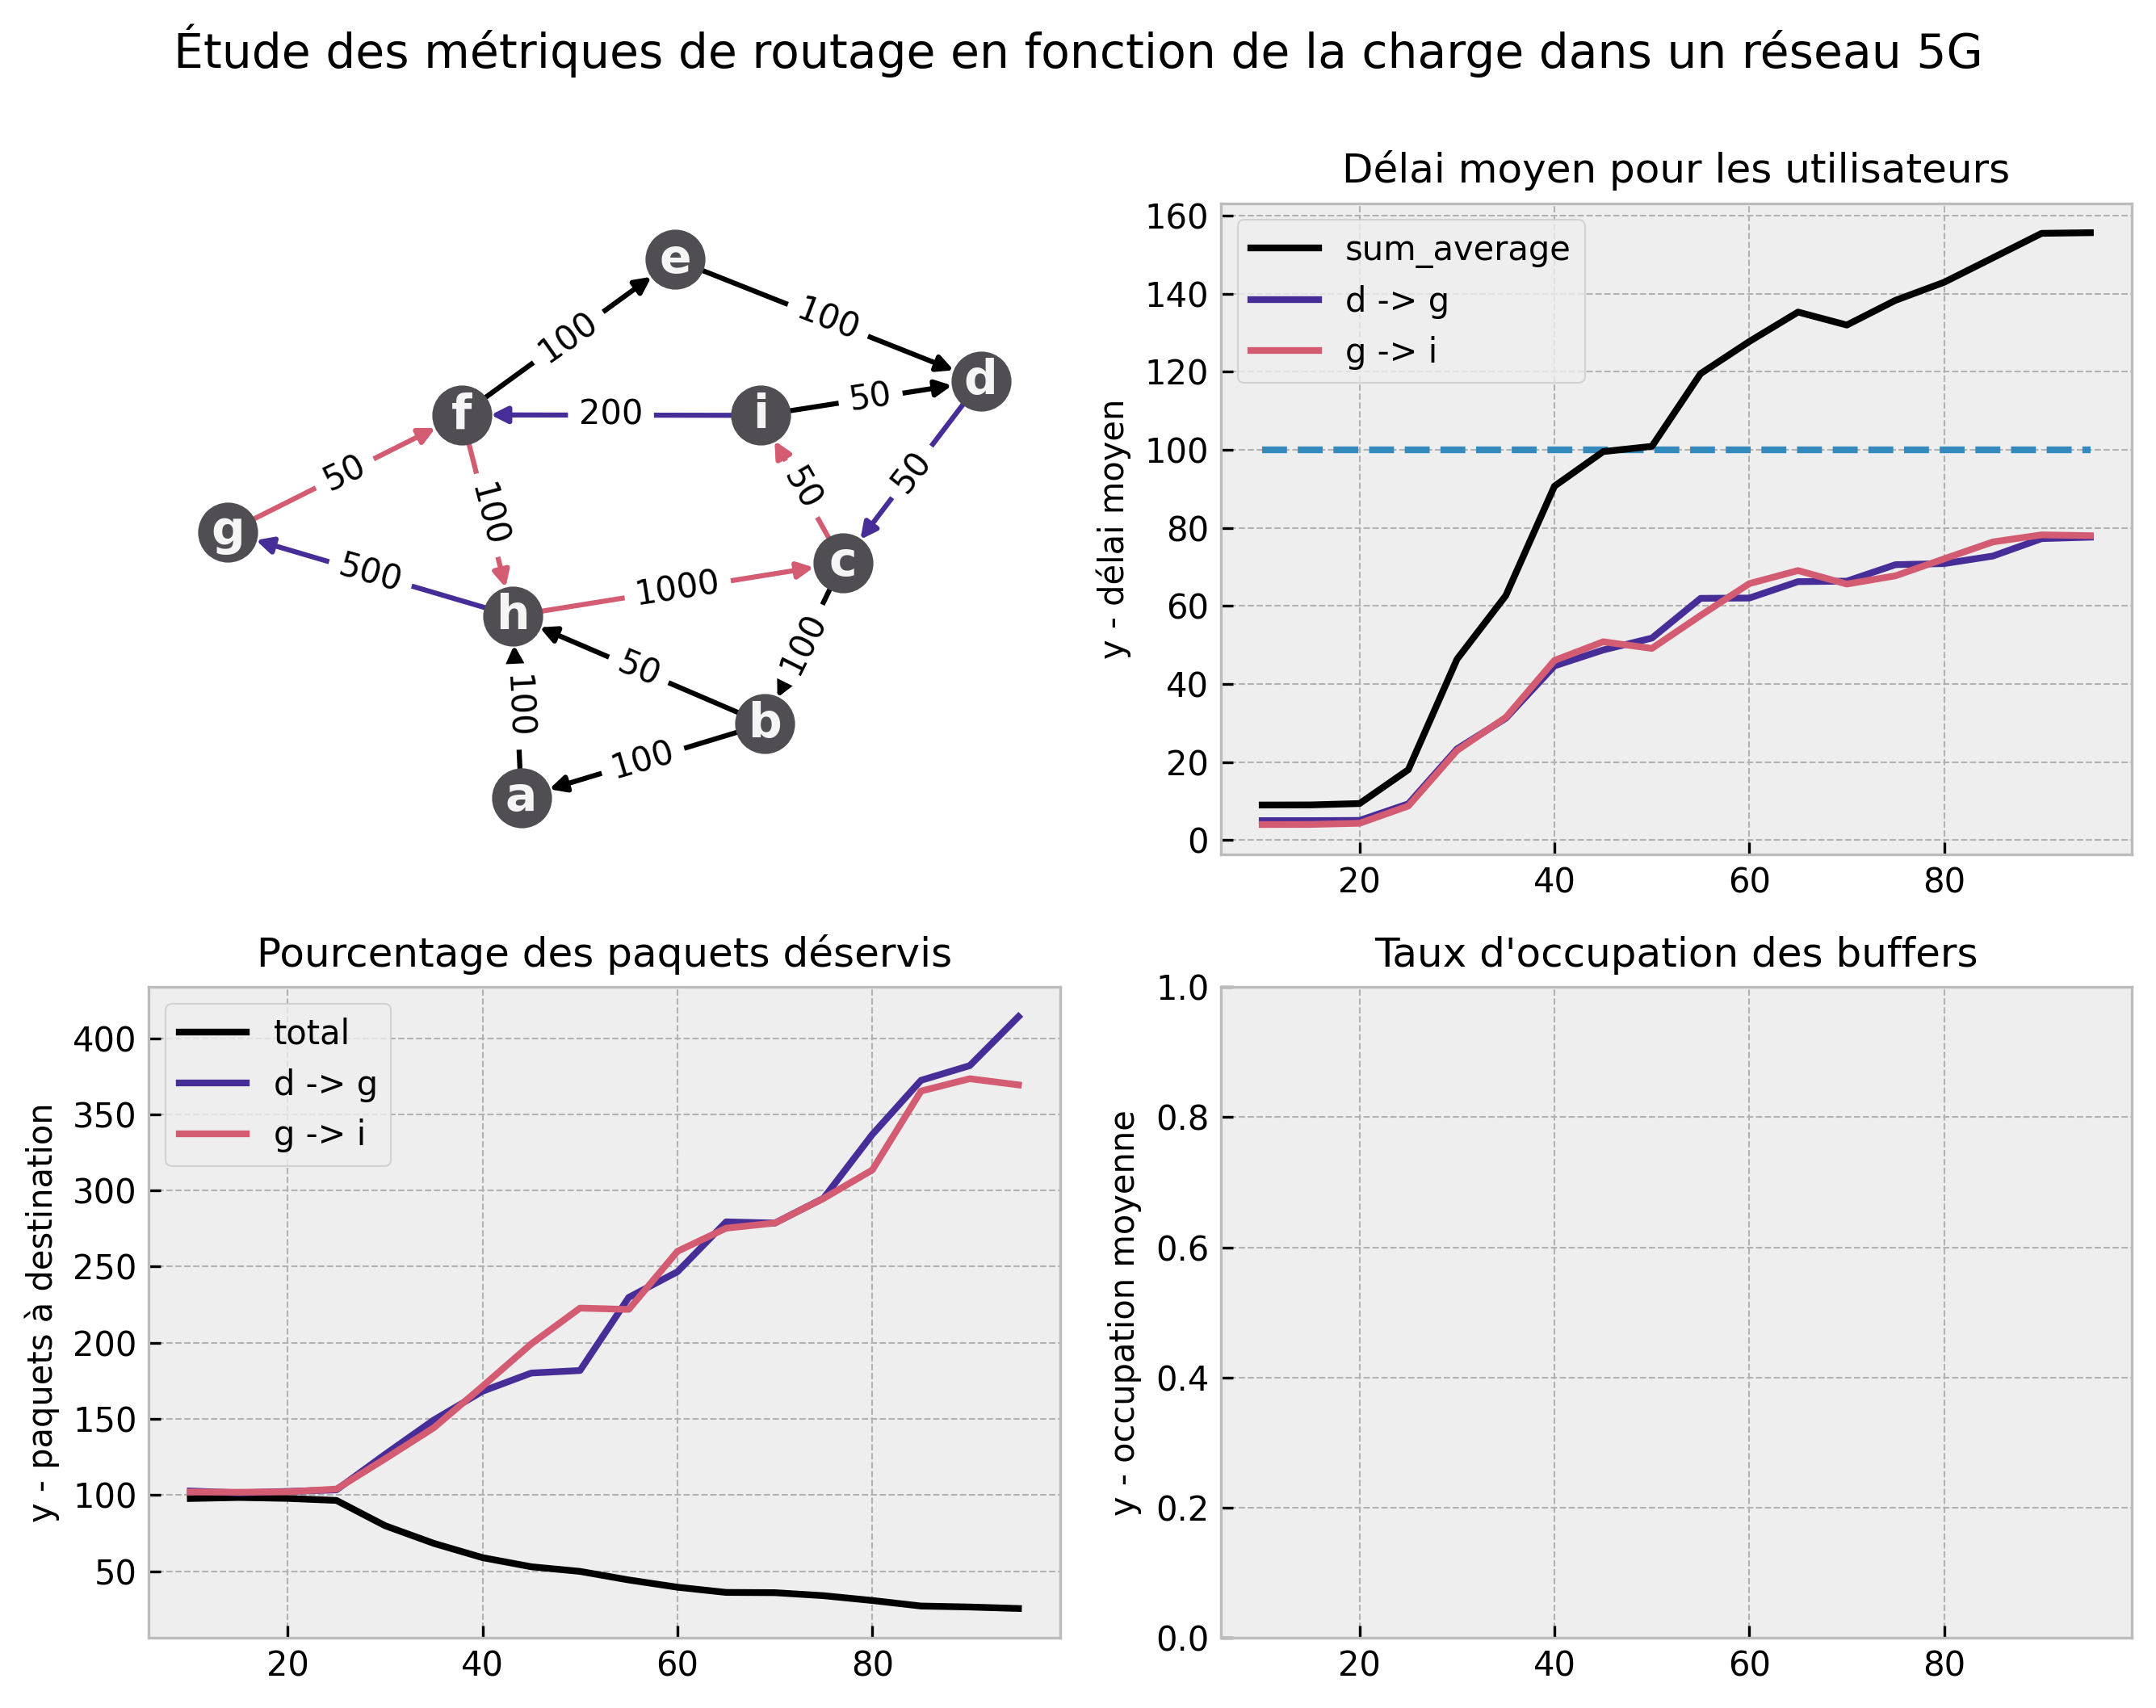 Étude des métriques de routage en fonction de la charge dans un réseau 5G
e
100
100
d
f
i
200
50
50
100
50
50
g
500
c
1000
h
50
100
100
b
100
a
Délai moyen pour les utilisateurs
y - délai moyen
160
140
120
100
80
60
40
20
0
sum_average
d -> g
g -> i
20 40 60 80
Pourcentage des paquets déservis
y - paquets à destination
400
350
300
250
200
150
100
50
total
d -> g
g -> i
20 40 60 80
Taux d'occupation des buffers
y - occupation moyenne
1.0
0.8
0.6
0.4
0.2
0.0
20 40 60 80